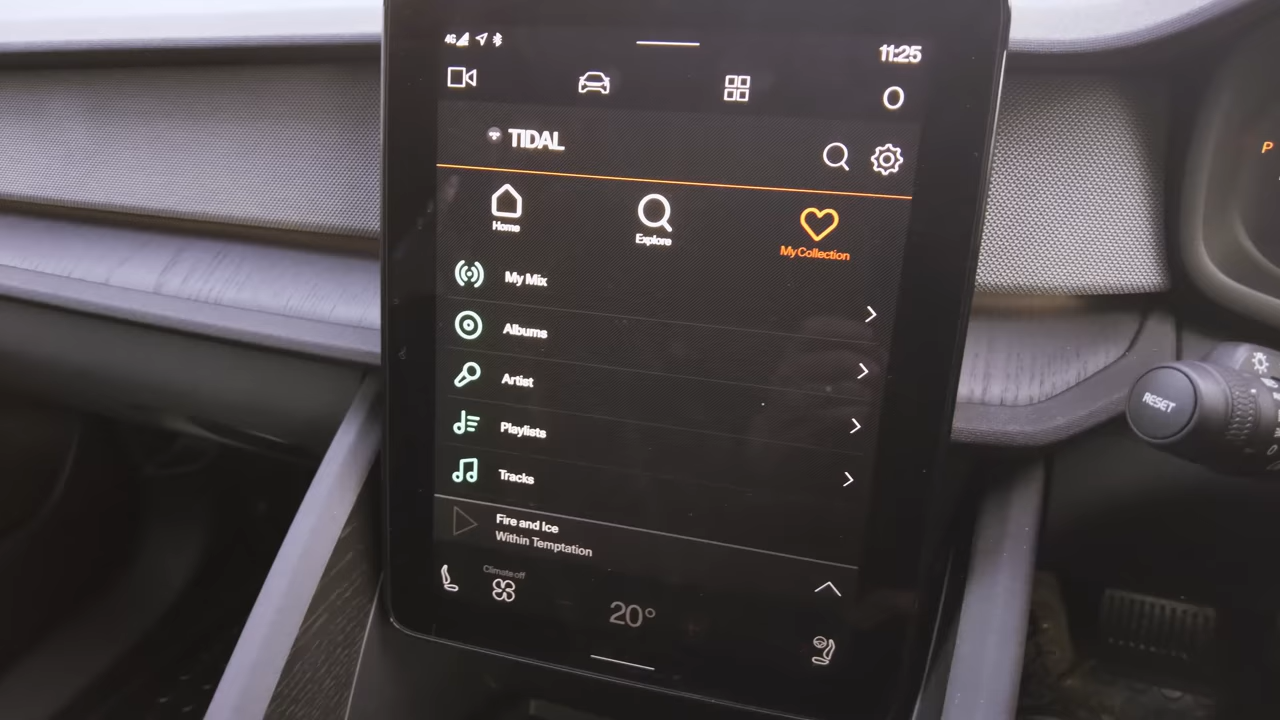 4G
11:25
TIDAL
Home
Explore
My Collection
My Mix
Albums
Artist
Playlists
Tracks
Fire and Ice
Within Temptation
Climate off
20°
P
RESET